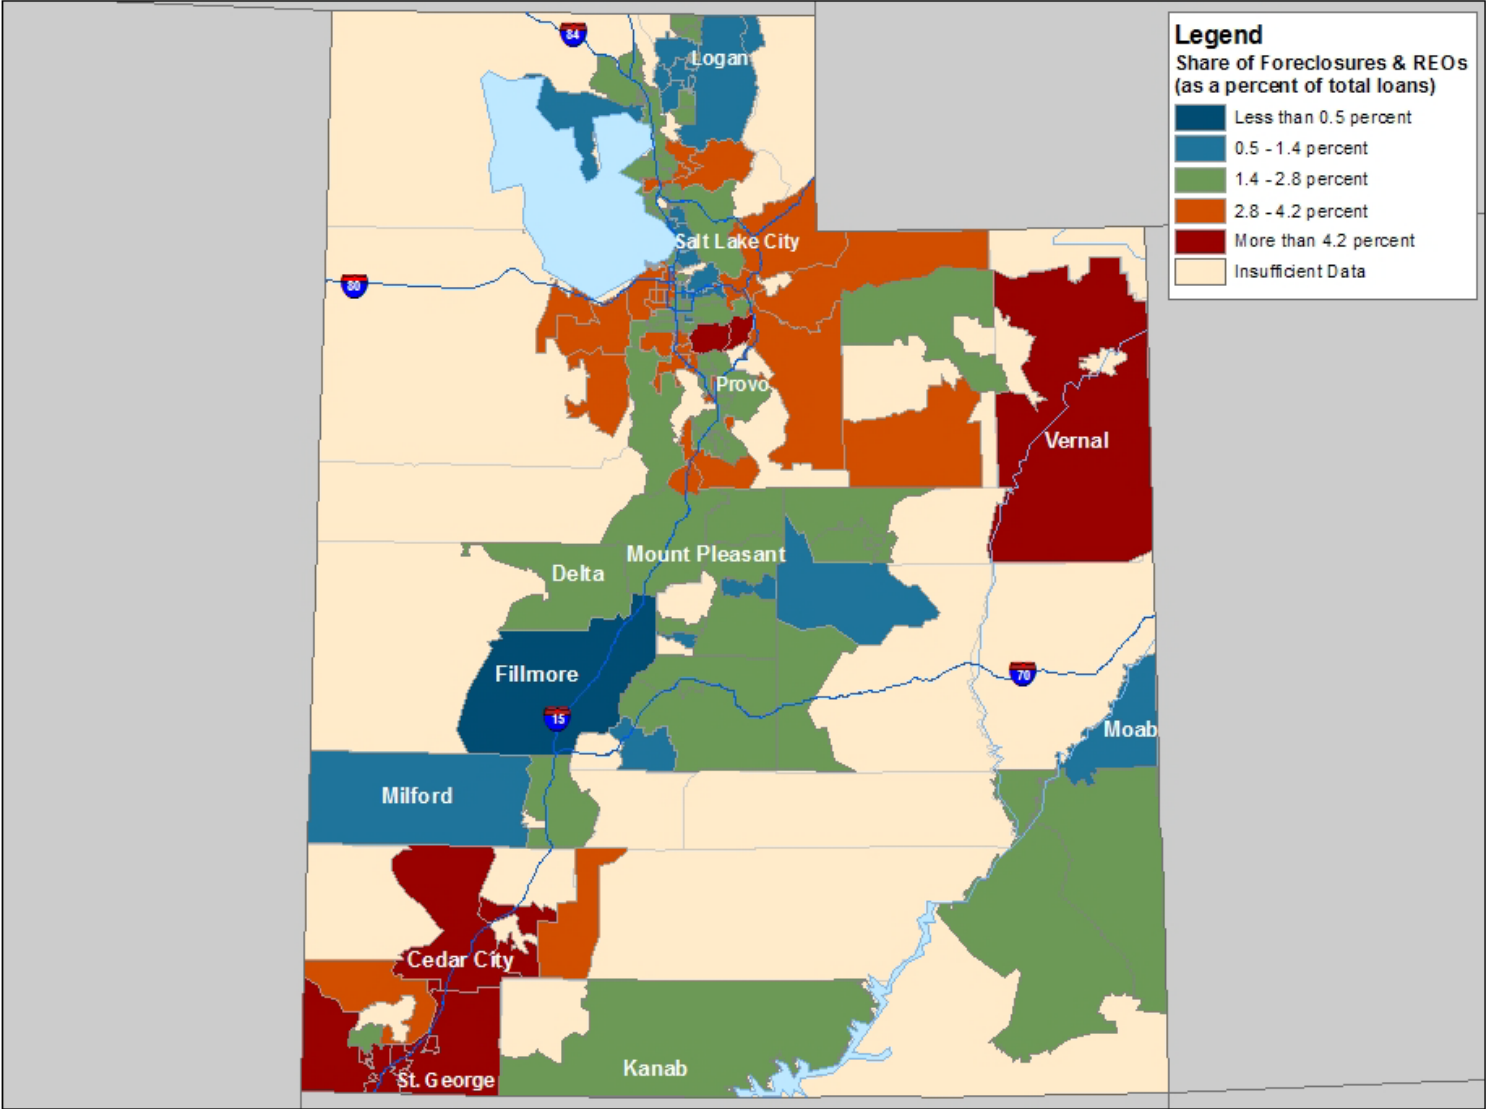 Legend
Share of Foreclosures & REOs
(as a percent of total loans)
Less than 0.5 percent
0.5 - 1.4 percent
1.4 - 2.8 percent
2.8 - 4.2 percent
More than 4.2 percent
Insufficient Data
84
Logan
Salt Lake City
80
Provo
Vernal
Mount Pleasant
Delta
Fillmore
70
15
Moab
Milford
Cedar City
Kanab
St. George